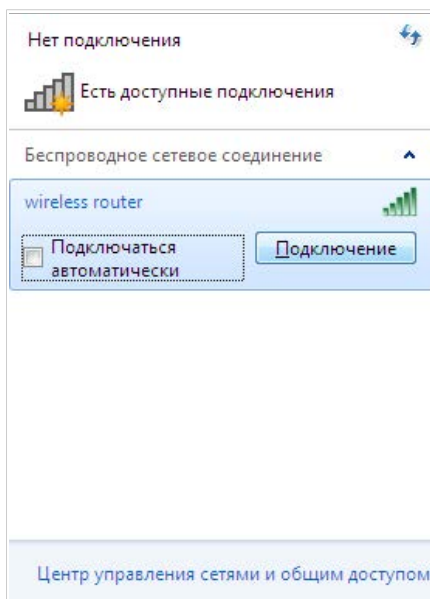 Нет подключения
Есть доступные подключения
Беспроводное сетевое соединение
wireless router
Подключаться
автоматически
Подключение
Центр управления сетями и общим доступом